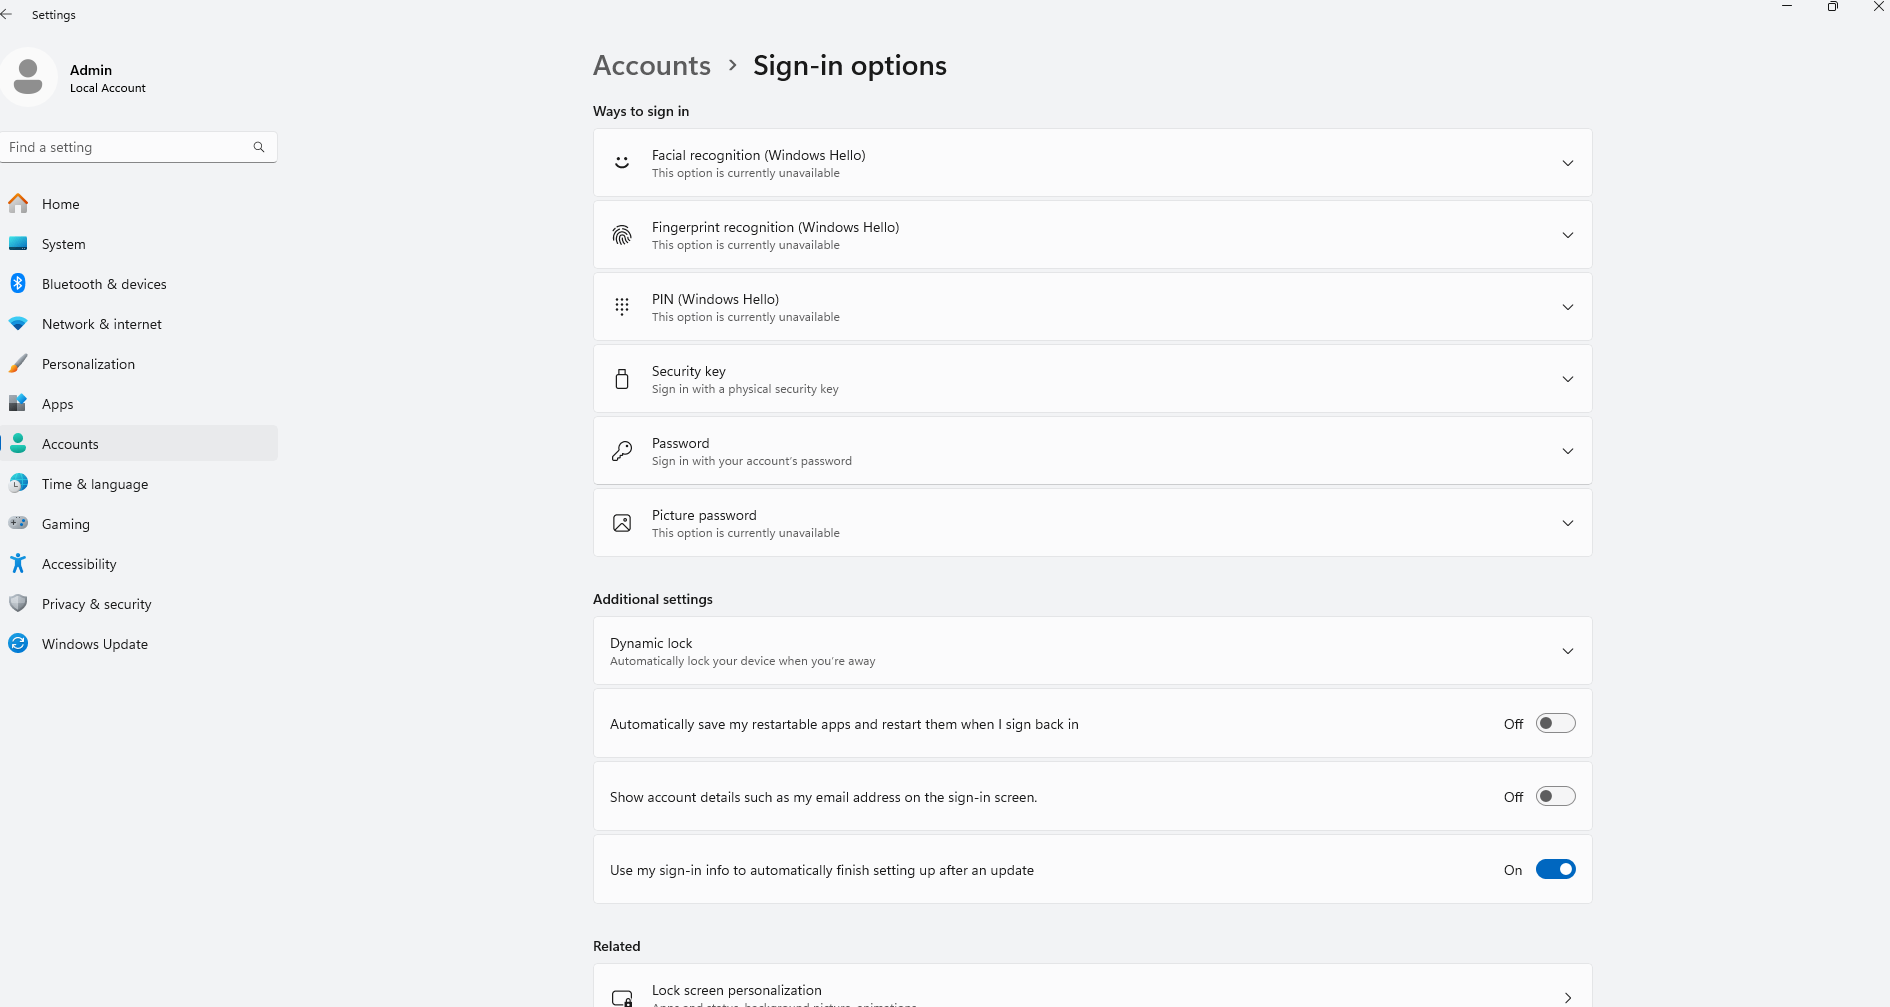 Settings
Admin
Local Account
Find a setting
Home
System
Bluetooth & devices
Network & internet
Personalization
Apps
Accounts
Time & language
Gaming
Accessibility
Privacy & security
Windows Update
Accounts > Sign-in options
Ways to sign in
Facial recognition (Windows Hello)
This option is currently unavailable
Fingerprint recognition (Windows Hello)
This option is currently unavailable
PIN (Windows Hello)
This option is currently unavailable
Security key
Sign in with a physical security key
Password
Sign in with your account's password
Picture password
This option is currently unavailable
Additional settings
Dynamic lock
Automatically lock your device when you're away
Automatically save my restartable apps and restart them when I sign back in
Off
Show account details such as my email address on the sign-in screen.
Off
Use my sign-in info to automatically finish setting up after an update
On
Related
Lock screen personalization
Apps and status, background picture, animations